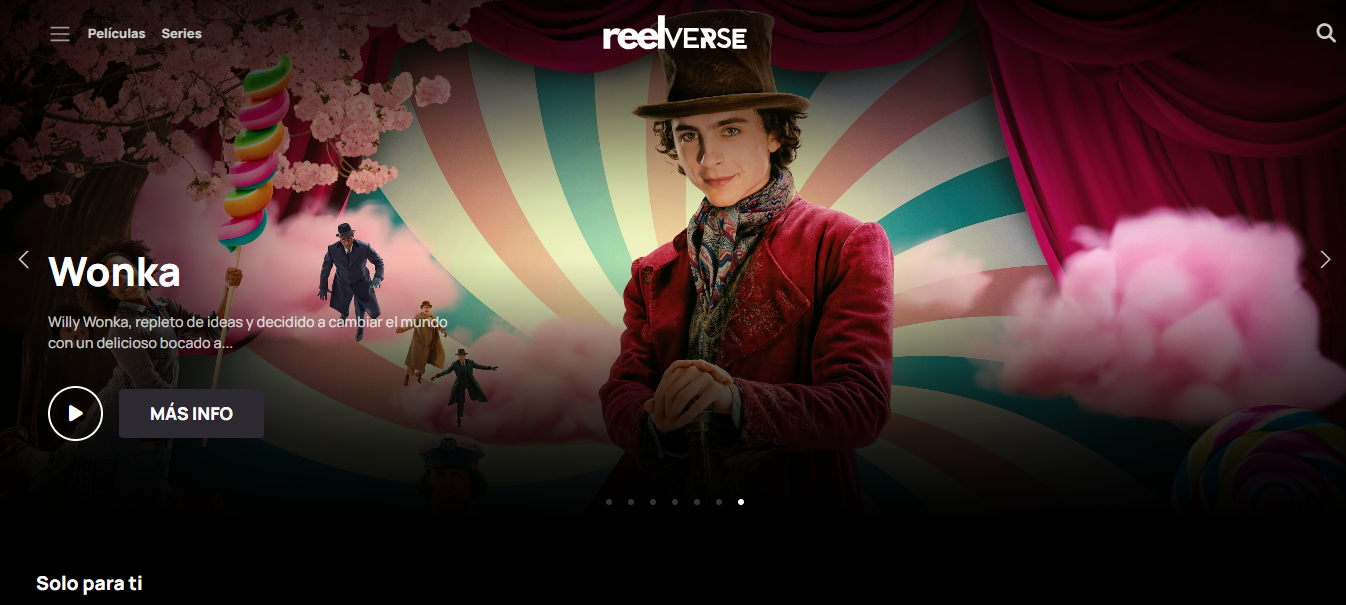 Películas Series
reelVERSE
Wonka
Willy Wonka, repleto de ideas y decidido a cambiar el mundo
con un delicioso bocado a...
MÁS INFO
Solo para ti